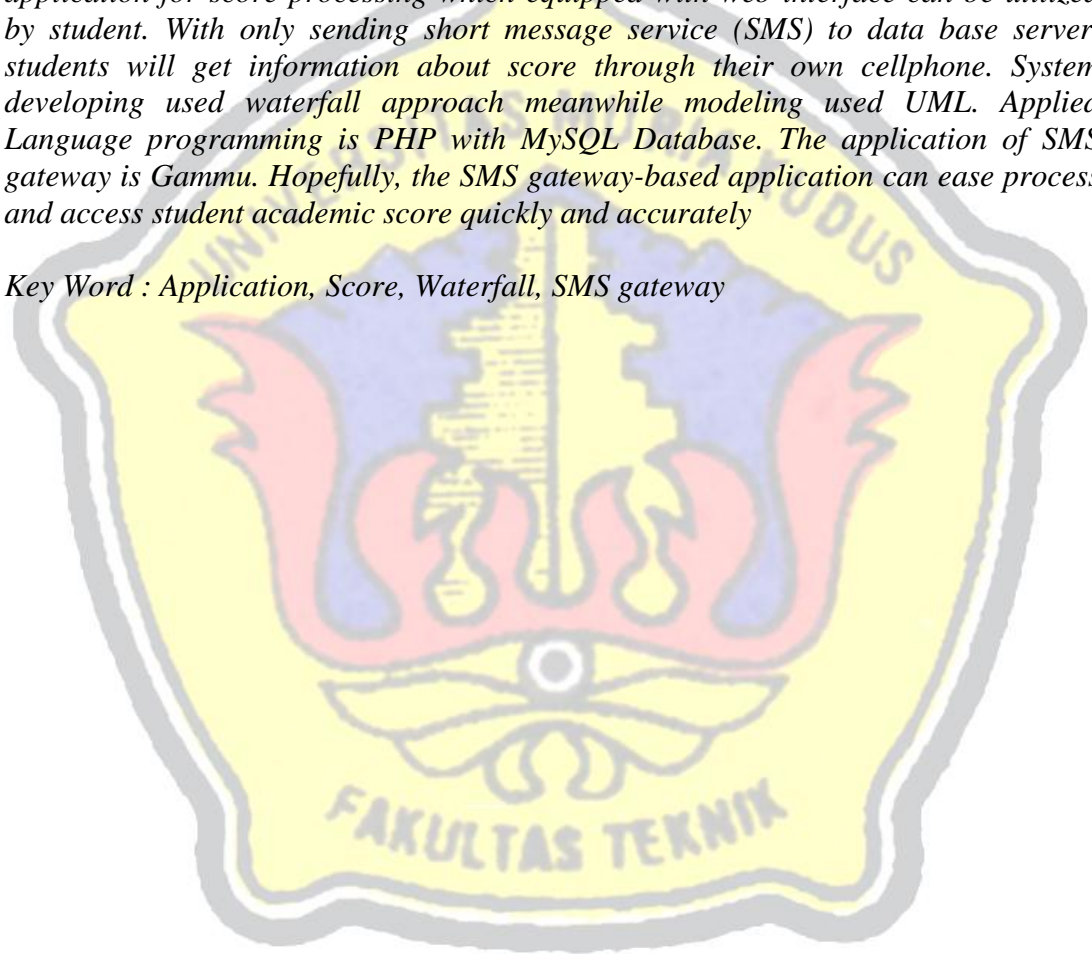 application for score processing which equipped with web interface can be utilized
by student. With only sending short message service (SMS) to data base server
students will get information about score through their own cellphone. System
developing used waterfall approach meanwhile modeling used UML. Applied
Language programming is PHP with MySQL Database. The application of SMS
gateway is Gammu. Hopefully, the SMS gateway-based application can ease process
and access student academic score quickly and accurately
Key Word : Application, Score, Waterfall, SMS gateway
UNIVERSITAS MURIA KUDUS
FAKULTAS TEKNIK